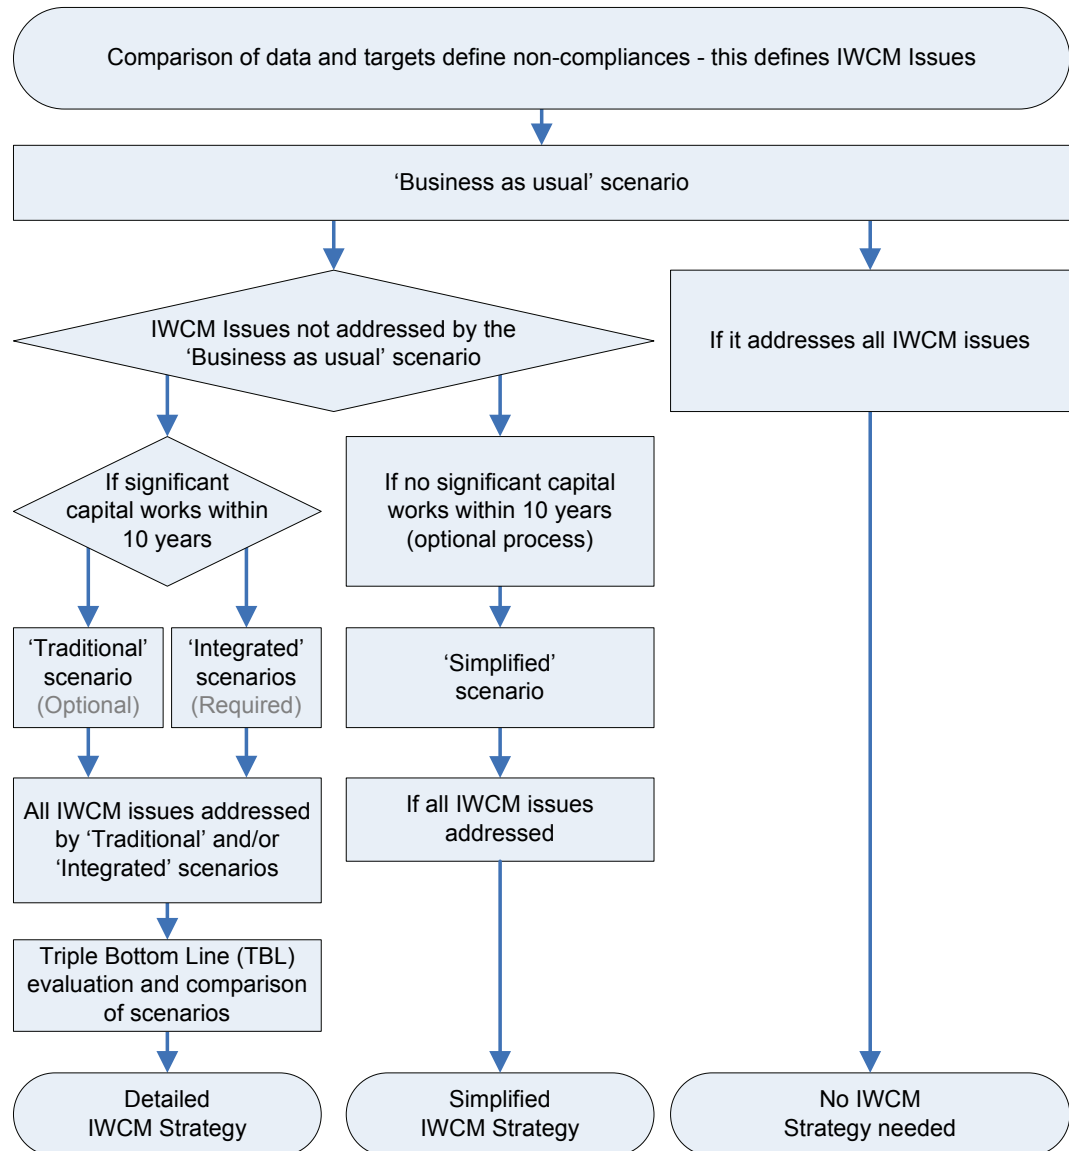 Comparison of data and targets define non-compliances - this defines IWCM Issues
‘Business as usual’ scenario
IWCM Issues not addressed by the
‘Business as usual’ scenario
If it addresses all IWCM issues
If significant
capital works within
10 years
If no significant capital
works within 10 years
(optional process)
‘Traditional’
scenario
(Optional)
‘Integrated’
scenarios
(Required)
‘Simplified’
scenario
All IWCM issues addressed
by ‘Traditional’ and/or
‘Integrated’ scenarios
If all IWCM issues
addressed
Triple Bottom Line (TBL)
evaluation and comparison
of scenarios
Detailed
IWCM Strategy
Simplified
IWCM Strategy
No IWCM
Strategy needed